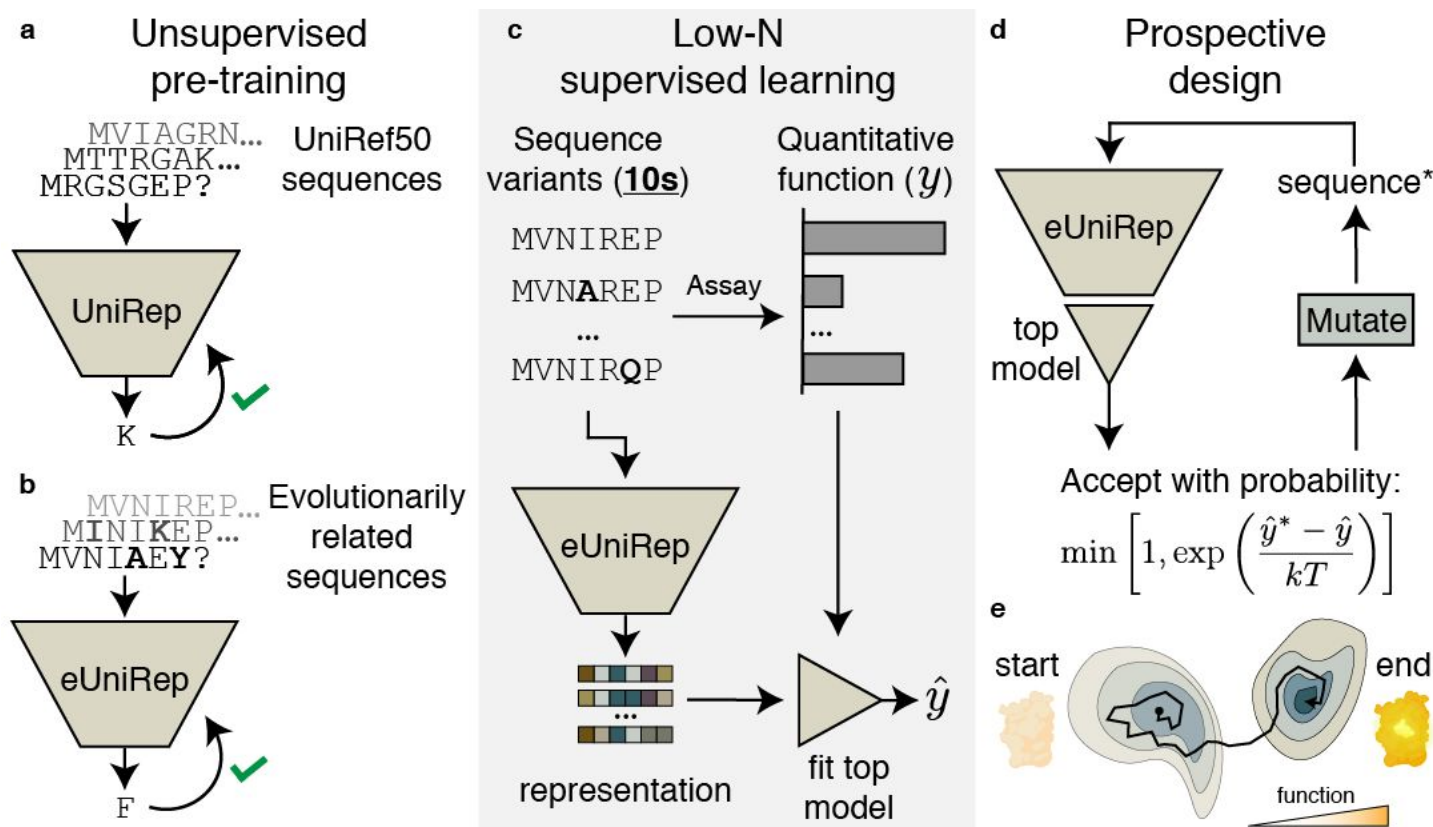 a
Unsupervised
pre-training
MVIAGRN...
MTTRGAK...
MRGSGEP?
UniRef50
sequences
UniRep
K
b
MVNIREP...
MINIKEP...
MVNIAEY?
Evolutionarily
related
sequences
eUniRep
F
c
Low-N
supervised learning
Sequence
variants (10s)
Quantitative
function (y)
MVNIREP
MVNAREP
...
MVNIRQP
Assay
...
eUniRep
...
representation
ŷ
fit top
model
d
Prospective
design
eUniRep
sequence*
top
model
Mutate
Accept with probability:
min [1, exp ((ŷ* − ŷ)/kT)]
e
start
end
function